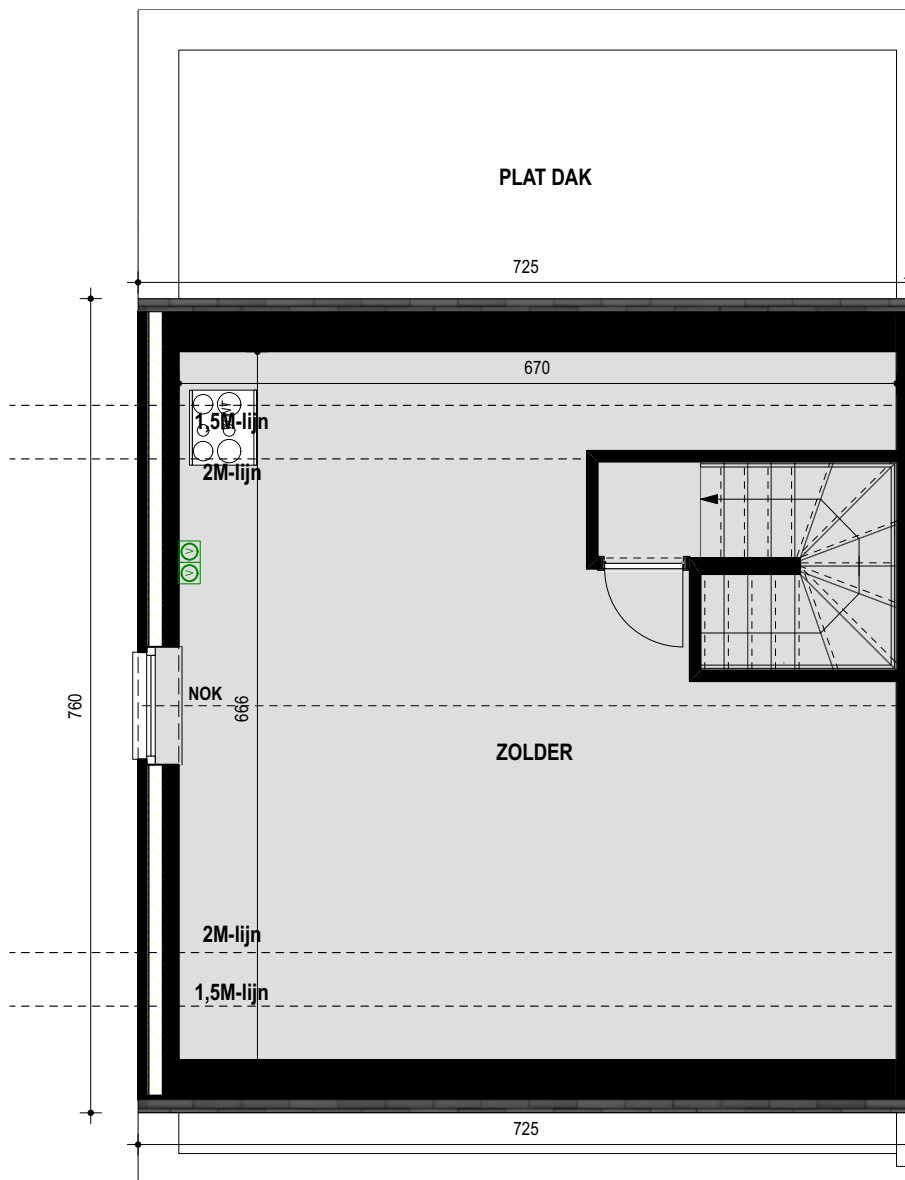 PLAT DAK
725
670
1,5M-lijn
2M-lijn
V
V
NOK
760
666
ZOLDER
2M-lijn
1,5M-lijn
725